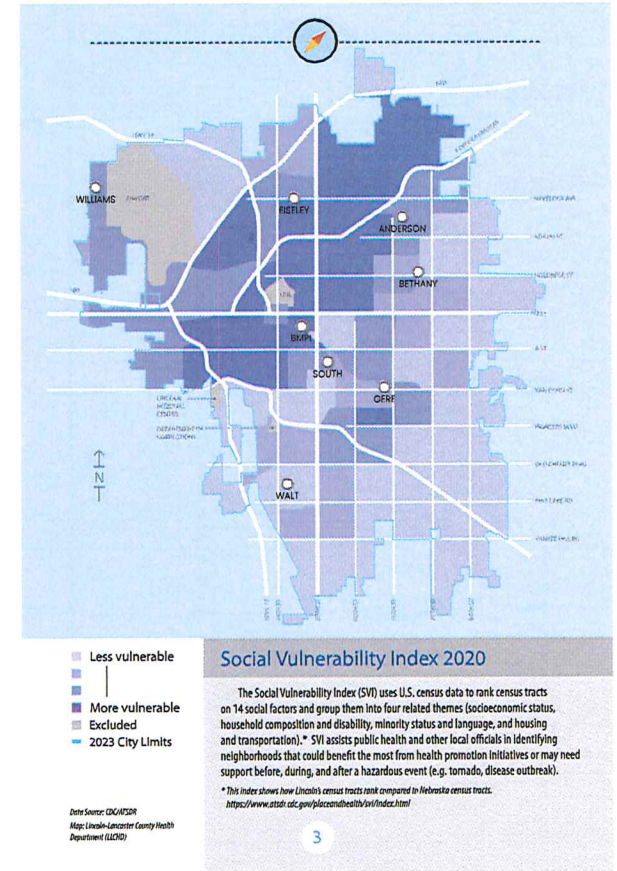 WILLIAMS
EISELEY
ANDERSON
BETHANY
BMPL
SOUTH
GERE
WALT
N
Less vulnerable
More vulnerable
Excluded
2023 City Limits
Data Source: CDC/ATSDR
Map: Lincoln-Lancaster County Health
Department (LLCHD)
Social Vulnerability Index 2020
The Social Vulnerability Index (SVI) uses U.S. census data to rank census tracts
on 14 social factors and group them into four related themes (socioeconomic status,
household composition and disability, minority status and language, and housing
and transportation).* SVI assists public health and other local officials in identifying
neighborhoods that could benefit the most from health promotion initiatives or may need
support before, during, and after a hazardous event (e.g. tornado, disease outbreak).
* This index shows how Lincoln's census tracts rank compared to Nebraska census tracts.
https://www.atsdr.cdc.gov/placeandhealth/svi/index.html
3